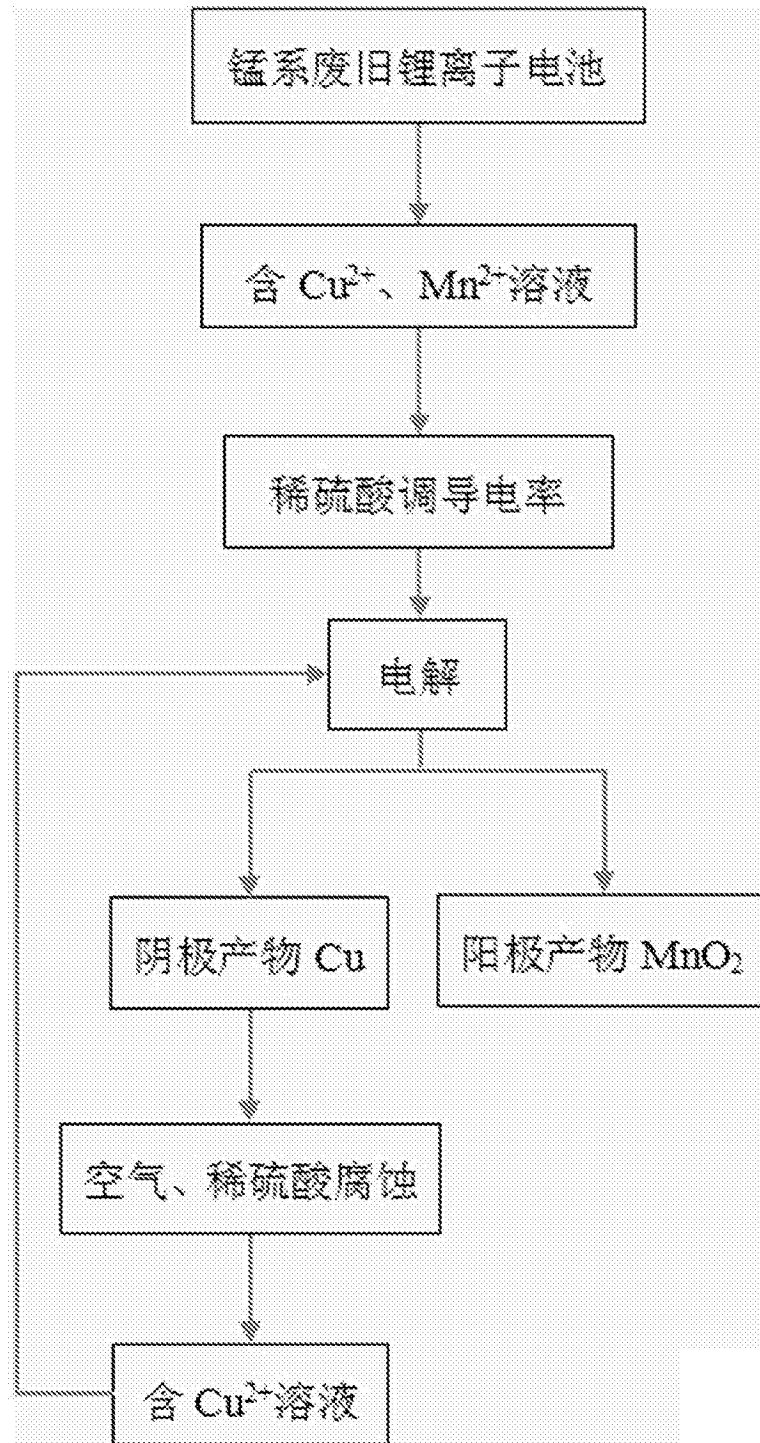 锰系废旧锂离子电池
含 Cu²⁺、Mn²⁺溶液
稀硫酸调导电率
电解
阴极产物 Cu
阳极产物 MnO₂
空气、稀硫酸腐蚀
含 Cu²⁺溶液